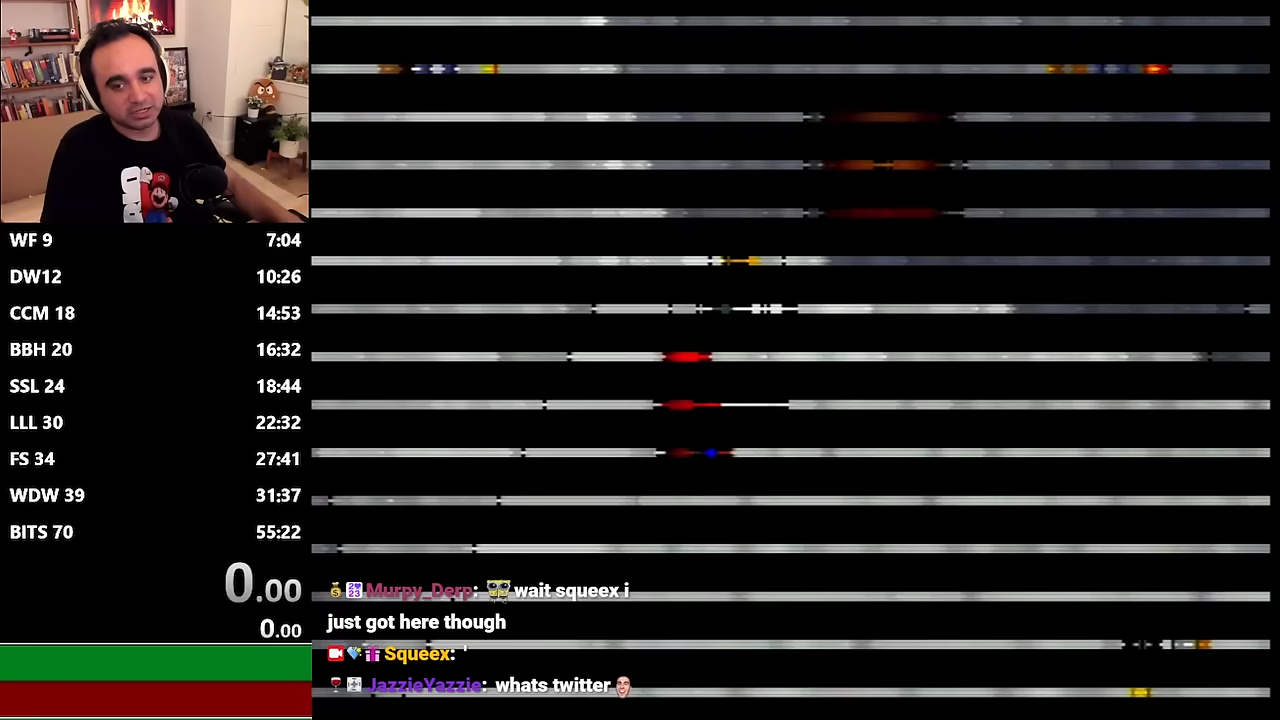 WF 9 7:04
DW12 10:26
CCM 18 14:53
BBH 20 16:32
SSL 24 18:44
LLL 30 22:32
FS 34 27:41
WDW 39 31:37
BITS 70 55:22
0.00
0.00
Murpy_Derp: wait squeex i
just got here though
Squeex: '
JazzieYazzie: whats twitter